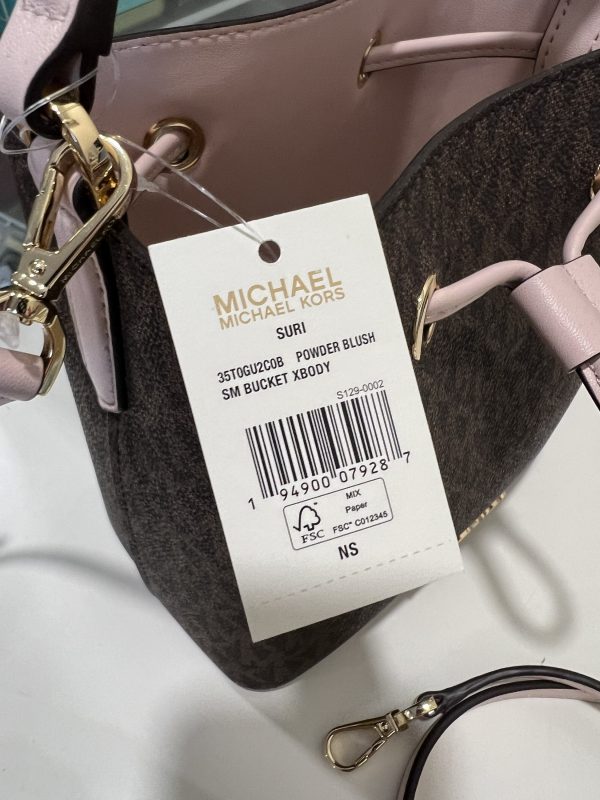 MICHAEL
MICHAEL KORS
SURI
35T0GU2C0B POWDER BLUSH
SM BUCKET XBODY
S129-0002
1 94900 07928 7
FSC
MIX
Paper
FSC® C012345
NS